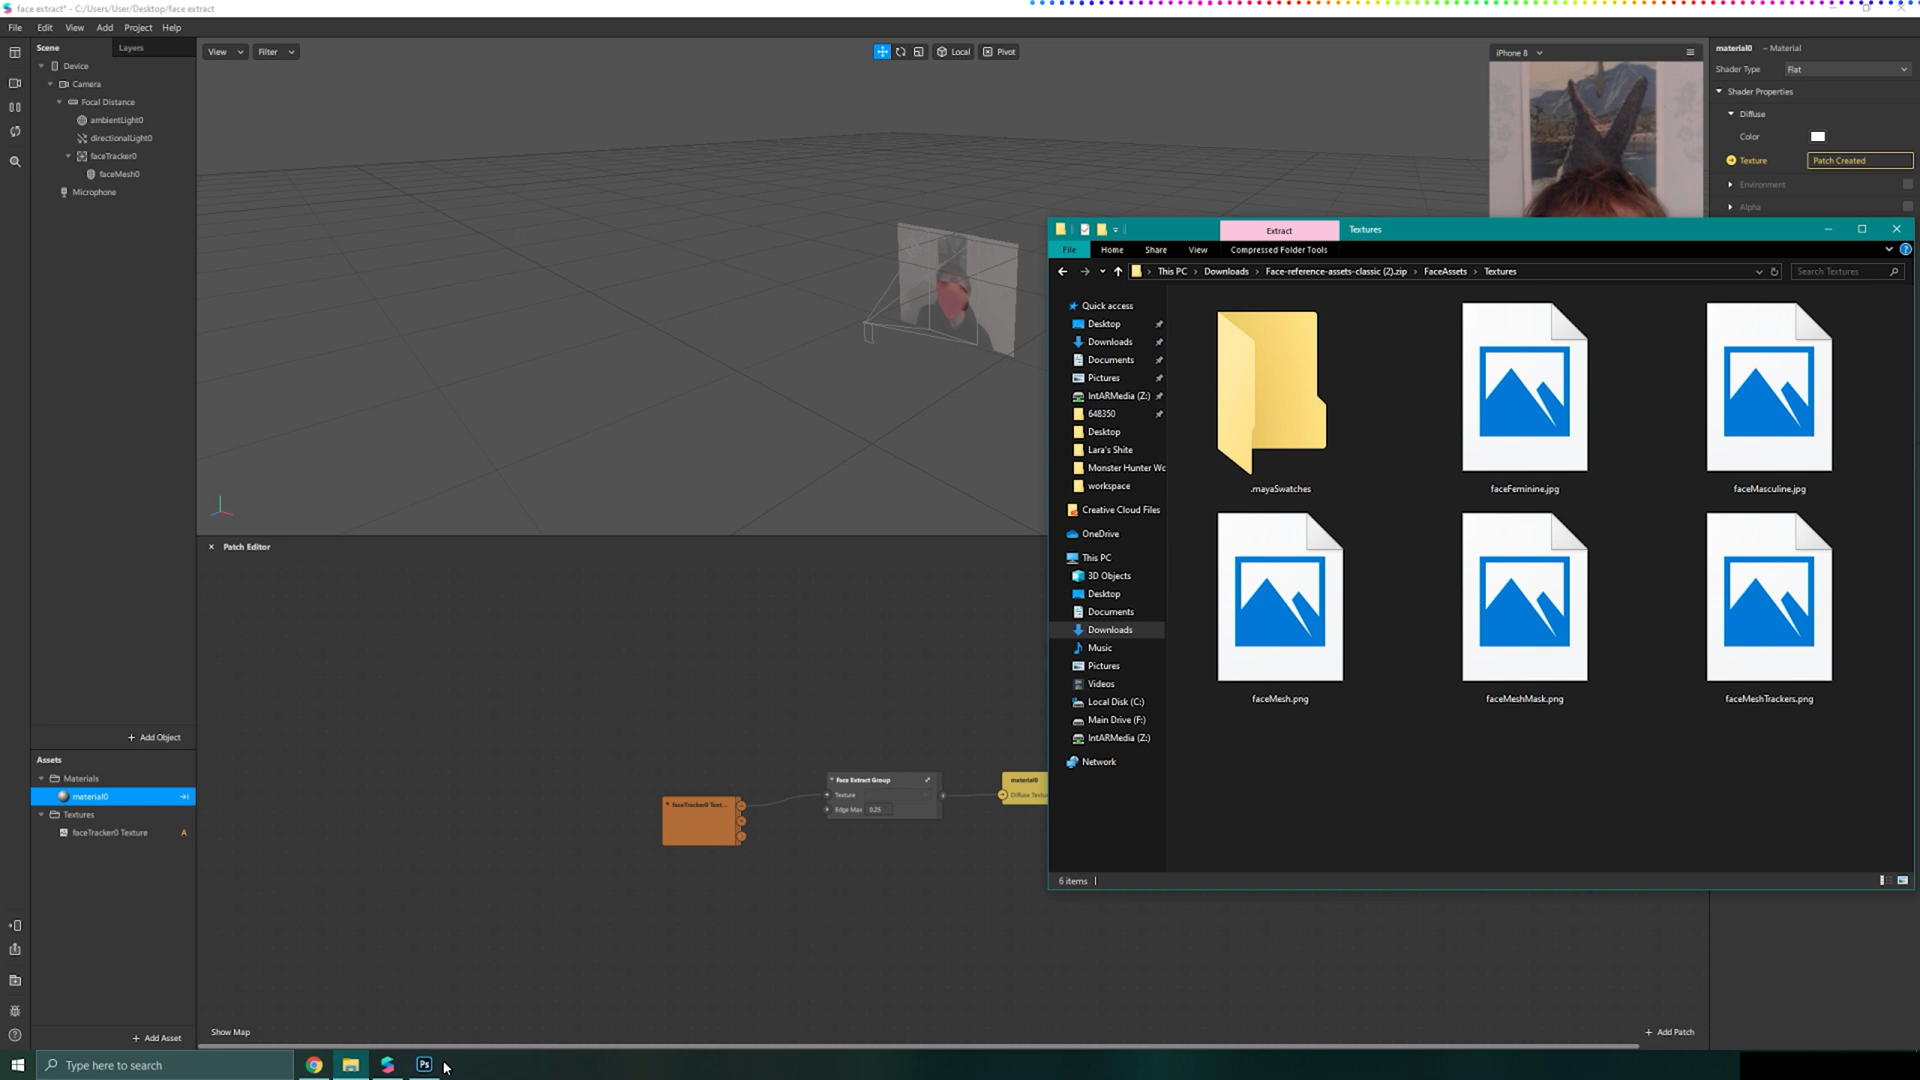 face extract* - C:/Users/User/Desktop/face extract
File Edit View Add Project Help
Scene Layers
Device
Camera
Focal Distance
ambientLight0
directionalLight0
faceTracker0
faceMesh0
Microphone
+ Add Object
Assets
Materials
material0
Textures
faceTracker0 Texture A
+ Add Asset
View Filter
Local Pivot
iPhone 8
material0 – Material
Shader Type Flat
Shader Properties
Diffuse
Color
Texture Patch Created
Environment
Alpha
Patch Editor
faceTracker0 Text...
Face Extract Group
Texture
Edge Max 0.25
material0
Diffuse Textu
Show Map
+ Add Patch
Extract Textures
File Home Share View Compressed Folder Tools
This PC Downloads Face-reference-assets-classic (2).zip FaceAssets Textures
Search Textures
Quick access
Desktop
Downloads
Documents
Pictures
IntARMedia (Z:)
648350
Desktop
Lara's Shite
Monster Hunter Wc
workspace
Creative Cloud Files
OneDrive
This PC
3D Objects
Desktop
Documents
Downloads
Music
Pictures
Videos
Local Disk (C:)
Main Drive (F:)
IntARMedia (Z:)
Network
.mayaSwatches
faceFeminine.jpg
faceMasculine.jpg
faceMesh.png
faceMeshMask.png
faceMeshTrackers.png
6 items
Type here to search
Ps